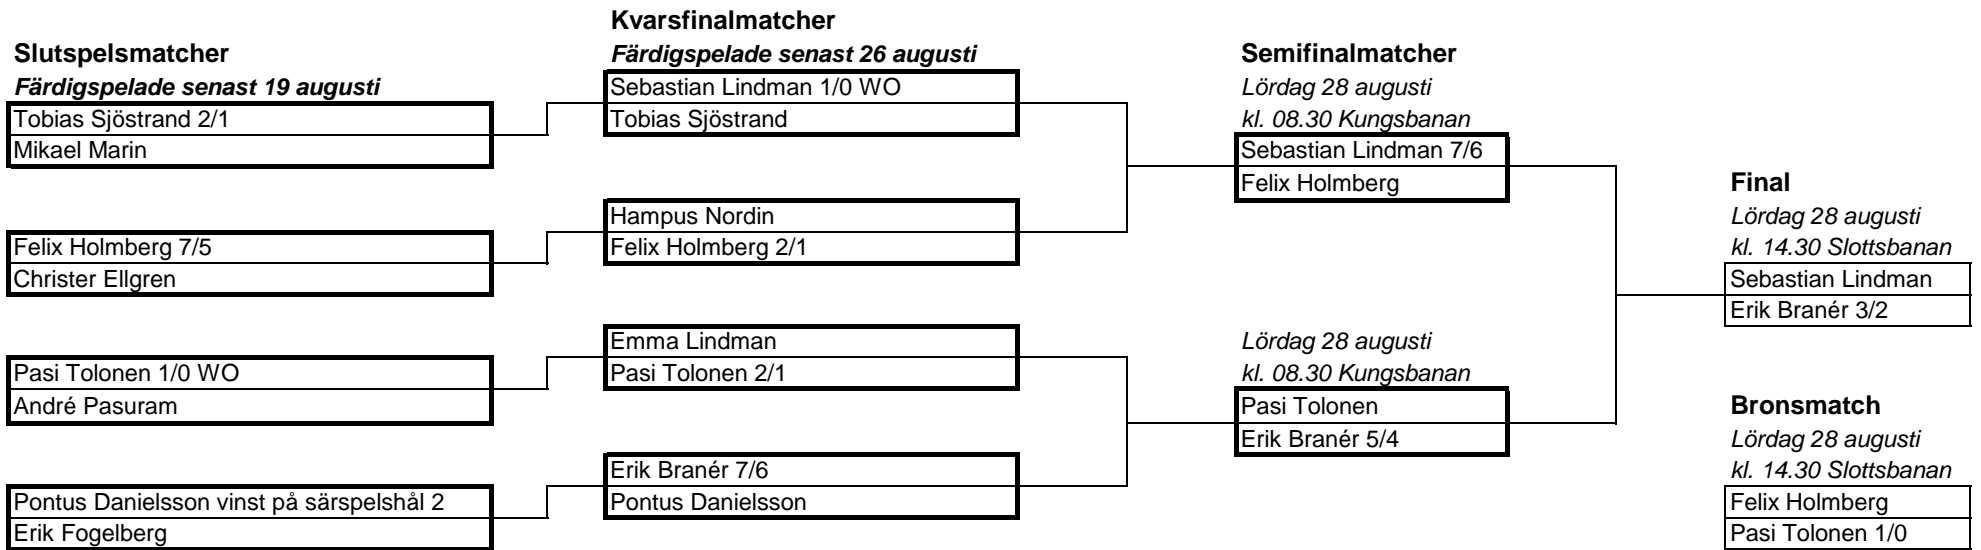 Slutspelsmatcher
Färdigspelade senast 19 augusti
Tobias Sjöstrand 2/1
Mikael Marin
Felix Holmberg 7/5
Christer Ellgren
Pasi Tolonen 1/0 WO
André Pasuram
Pontus Danielsson vinst på särspelshål 2
Erik Fogelberg
Kvarsfinalmatcher
Färdigspelade senast 26 augusti
Sebastian Lindman 1/0 WO
Tobias Sjöstrand
Hampus Nordin
Felix Holmberg 2/1
Emma Lindman
Pasi Tolonen 2/1
Erik Branér 7/6
Pontus Danielsson
Semifinalmatcher
Lördag 28 augusti
kl. 08.30 Kungsbanan
Sebastian Lindman 7/6
Felix Holmberg
Lördag 28 augusti
kl. 08.30 Kungsbanan
Pasi Tolonen
Erik Branér 5/4
Final
Lördag 28 augusti
kl. 14.30 Slottsbanan
Sebastian Lindman
Erik Branér 3/2
Bronsmatch
Lördag 28 augusti
kl. 14.30 Slottsbanan
Felix Holmberg
Pasi Tolonen 1/0